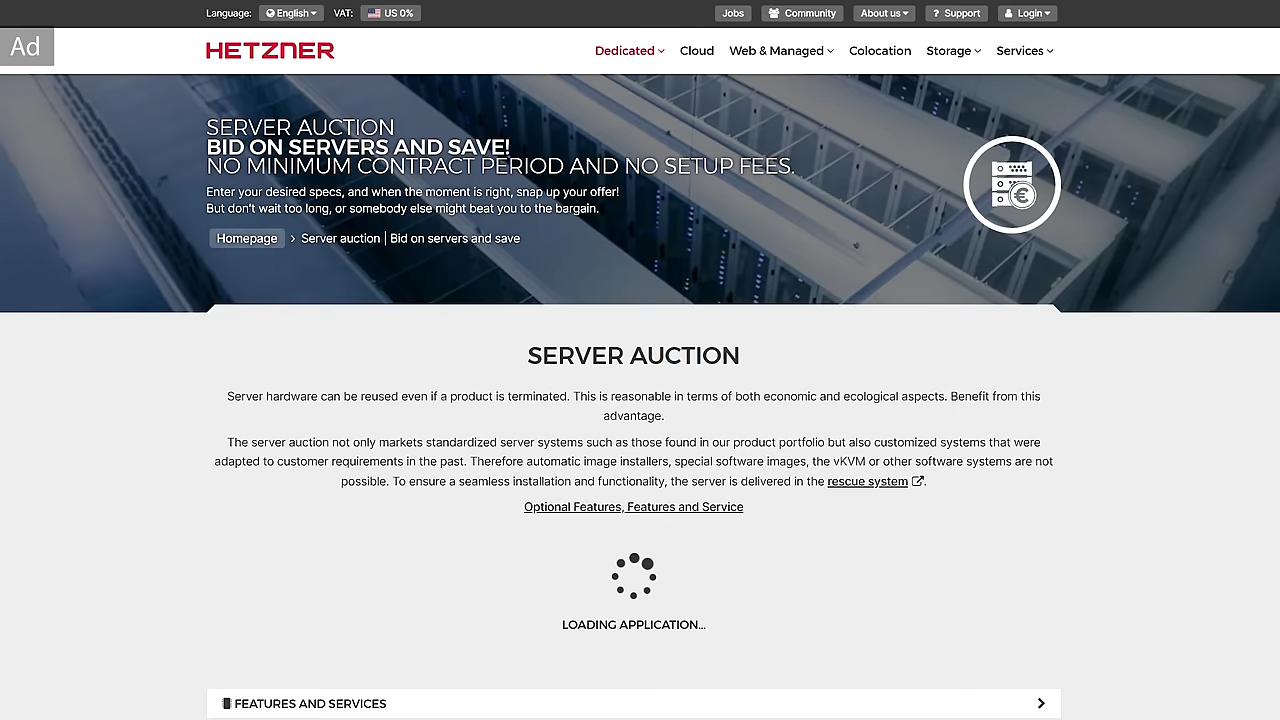 Language: English VAT: US 0% Jobs Community About us ? Support Login
Ad
HETZNER Dedicated Cloud Web & Managed Colocation Storage Services
SERVER AUCTION
BID ON SERVERS AND SAVE!
NO MINIMUM CONTRACT PERIOD AND NO SETUP FEES.
Enter your desired specs, and when the moment is right, snap up your offer!
But don't wait too long, or somebody else might beat you to the bargain.
Homepage › Server auction | Bid on servers and save
€
SERVER AUCTION
Server hardware can be reused even if a product is terminated. This is reasonable in terms of both economic and ecological aspects. Benefit from this
advantage.
The server auction not only markets standardized server systems such as those found in our product portfolio but also customized systems that were
adapted to customer requirements in the past. Therefore automatic image installers, special software images, the vKVM or other software systems are not
possible. To ensure a seamless installation and functionality, the server is delivered in the rescue system.
Optional Features, Features and Service
LOADING APPLICATION...
FEATURES AND SERVICES